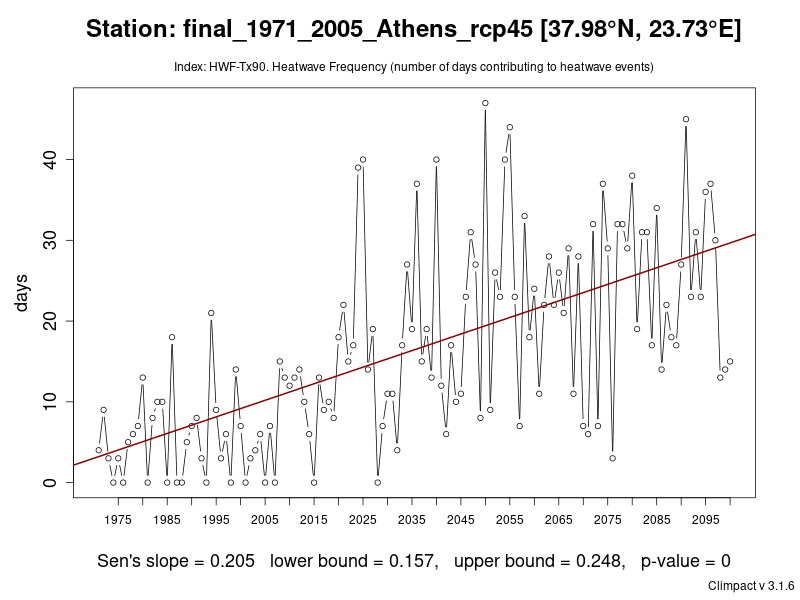 Station: final_1971_2005_Athens_rcp45 [37.98°N, 23.73°E]
Index: HWF-Tx90. Heatwave Frequency (number of days contributing to heatwave events)
days
40
30
20
10
0
1975 1985 1995 2005 2015 2025 2035 2045 2055 2065 2075 2085 2095
Sen's slope = 0.205 lower bound = 0.157, upper bound = 0.248, p-value = 0
Climpact v 3.1.6